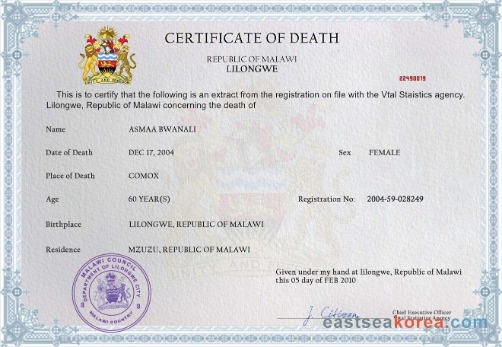 CERTIFICATE OF DEATH
REPUBLIC OF MALAWI
LILONGWE
22490019
This is to certify that the following is an extract from the registration on file with the Vtal Staistics agency.
Lilongwe, Republic of Malawi concerning the death of
Name ASMAA BWANALI
Date of Death DEC 17, 2004 Sex FEMALE
Place of Death COMOX
Age 60 YEAR(S) Registration No: 2004-59-028249
Birthplace LILONGWE, REPUBLIC OF MALAWI
Residence MZUZU, REPUBLIC OF MALAWI
MALAWI COUNCIL
DEPARTMENT OF LILONGWE CITY
MALAWI COUNTRY
Given under my hand at lilongwe, Republic of Malawi
this 05 day of FEB 2010
Chief Executive Officer
Vital Statistics Agency
eastseakorea.com